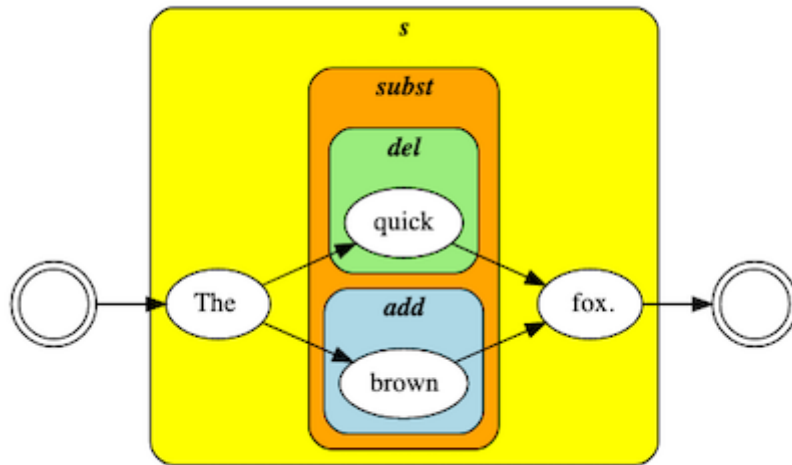 s
subst
del
quick
The
fox.
add
brown